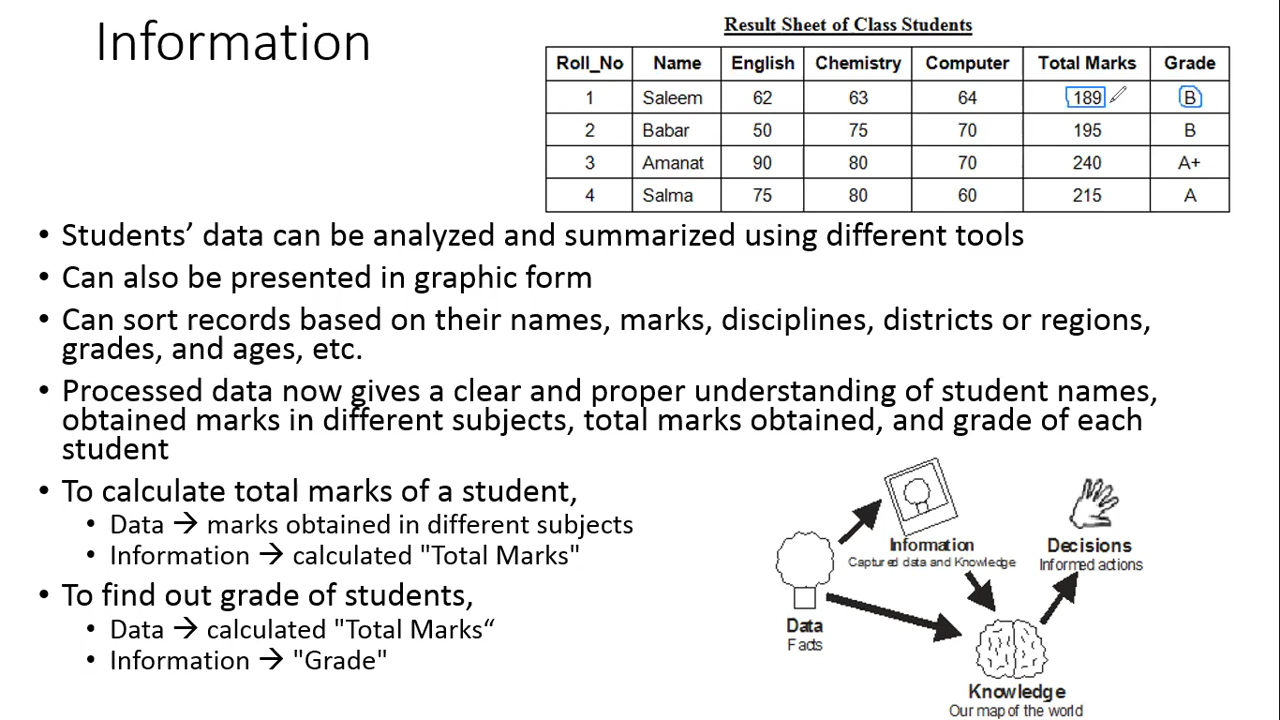 Information
Result Sheet of Class Students
Roll_No Name English Chemistry Computer Total Marks Grade
1 Saleem 62 63 64 189 B
2 Babar 50 75 70 195 B
3 Amanat 90 80 70 240 A+
4 Salma 75 80 60 215 A
• Students’ data can be analyzed and summarized using different tools
• Can also be presented in graphic form
• Can sort records based on their names, marks, disciplines, districts or regions,
grades, and ages, etc.
• Processed data now gives a clear and proper understanding of student names,
obtained marks in different subjects, total marks obtained, and grade of each
student
• To calculate total marks of a student,
• Data → marks obtained in different subjects
• Information → calculated "Total Marks"
• To find out grade of students,
• Data → calculated "Total Marks“
• Information → "Grade"
Information
Captured data and Knowledge
Decisions
Informed actions
Data
Facts
Knowledge
Our map of the world